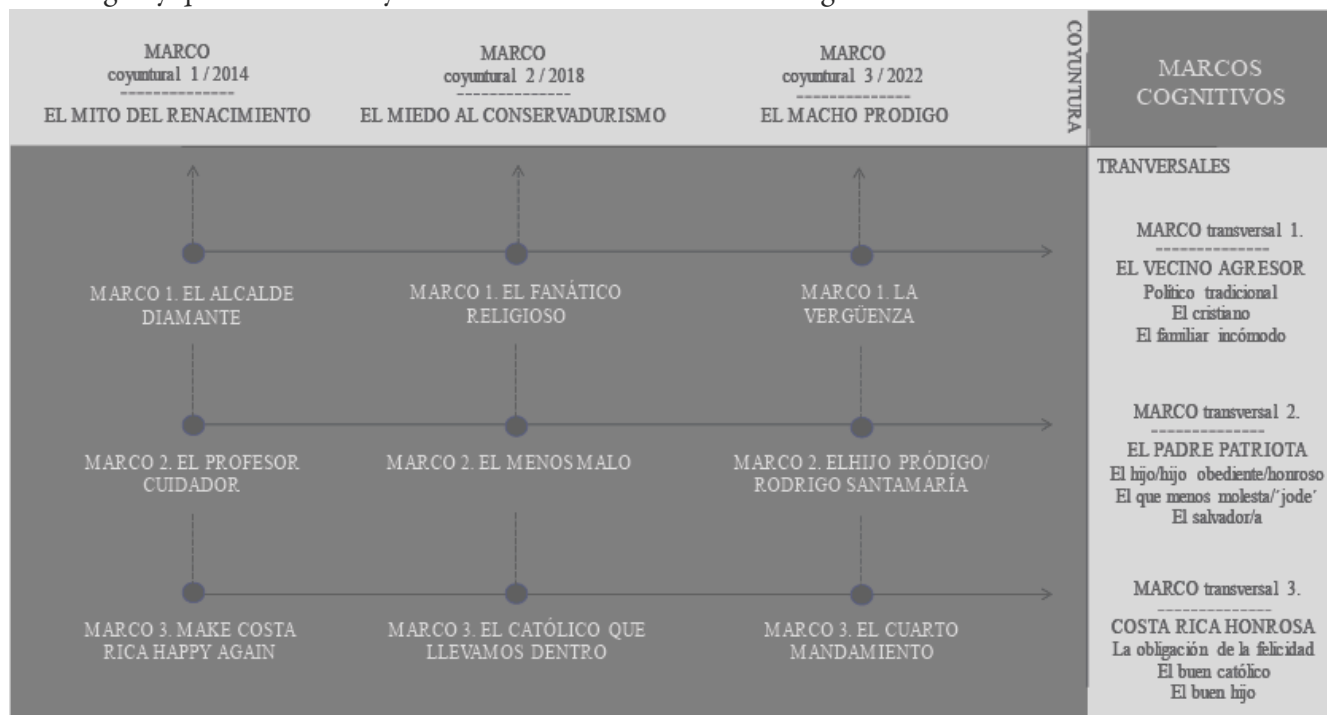 MARCO
coyuntural 1 / 2014
--------------
EL MITO DEL RENACIMIENTO
MARCO
coyuntural 2 / 2018
--------------
EL MIEDO AL CONSERVADURISMO
MARCO
coyuntural 3 / 2022
--------------
EL MACHO PRODIGO
COYUNTURA
MARCOS
COGNITIVOS
TRANVERSALES
MARCO 1. EL ALCALDE
DIAMANTE
MARCO 1. EL FANÁTICO
RELIGIOSO
MARCO 1. LA
VERGÜENZA
MARCO transversal 1.
--------------
EL VECINO AGRESOR
Político tradicional
El cristiano
El familiar incómodo
MARCO 2. EL PROFESOR
CUIDADOR
MARCO 2. EL MENOS MALO
MARCO 2. ELHIJO PRÓDIGO/
RODRIGO SANTAMARÍA
MARCO transversal 2.
--------------
EL PADRE PATRIOTA
El hijo/hijo obediente/honroso
El que menos molesta/´jode´
El salvador/a
MARCO 3. MAKE COSTA
RICA HAPPY AGAIN
MARCO 3. EL CATÓLICO QUE
LLEVAMOS DENTRO
MARCO 3. EL CUARTO
MANDAMIENTO
MARCO transversal 3.
--------------
COSTA RICA HONROSA
La obligación de la felicidad
El buen católico
El buen hijo